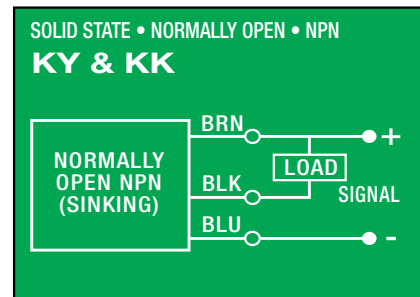 SOLID STATE • NORMALLY OPEN • NPN
KY & KK
BRN
+
NORMALLY
OPEN NPN
(SINKING)
LOAD
BLK
SIGNAL
BLU
-